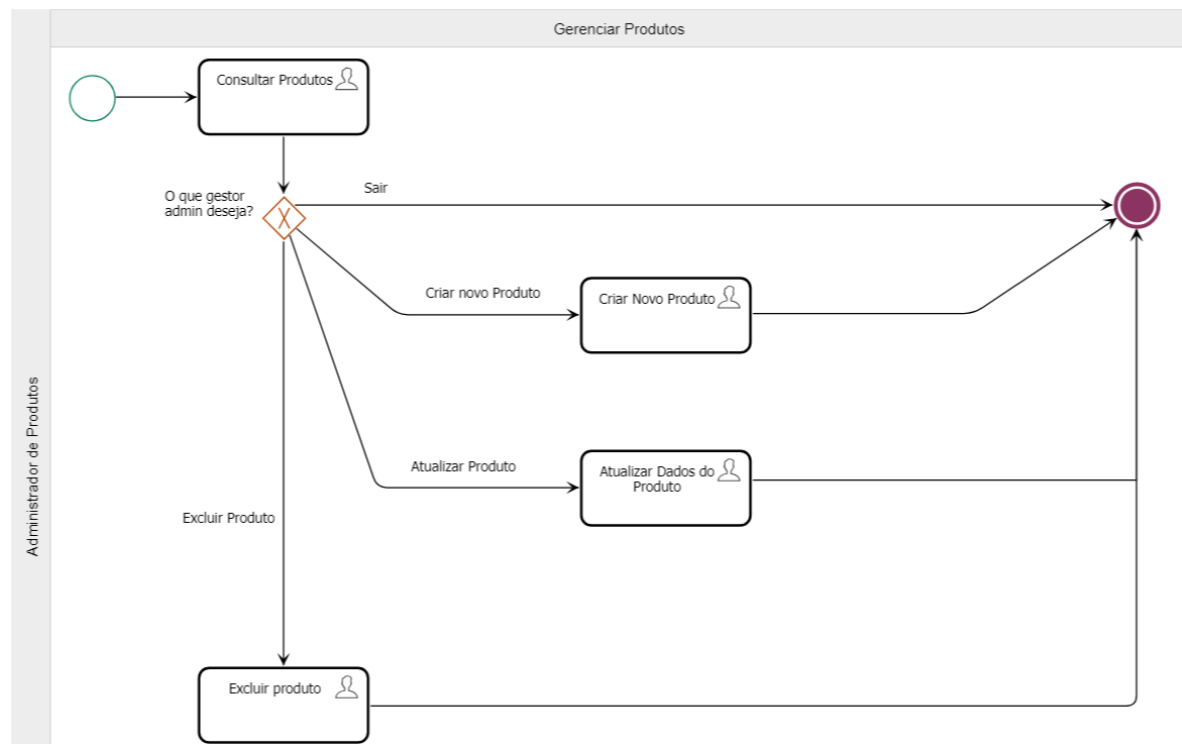 Gerenciar Produtos
Administrador de Produtos
Consultar Produtos
O que gestor
admin deseja?
X
Sair
Criar novo Produto
Criar Novo Produto
Atualizar Produto
Atualizar Dados do
Produto
Excluir Produto
Excluir produto